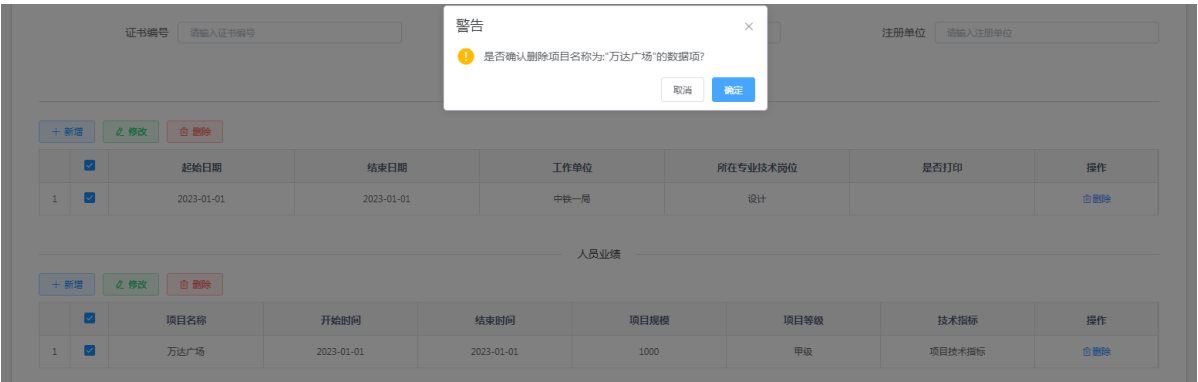 警告
证书编号 请输入证书编号 注册单位 请输入注册单位
是否确认删除项目名称为:"万达广场"的数据项?
取消 确定
新增 修改 删除
起始日期 结束日期 工作单位 所在专业技术岗位 是否打印 操作
1 2023-01-01 2023-01-01 中铁一局 设计 删除
人员业绩
新增 修改 删除
项目名称 开始时间 结束时间 项目规模 项目等级 技术指标 操作
1 万达广场 2023-01-01 2023-01-01 1000 甲级 项目技术指标 删除